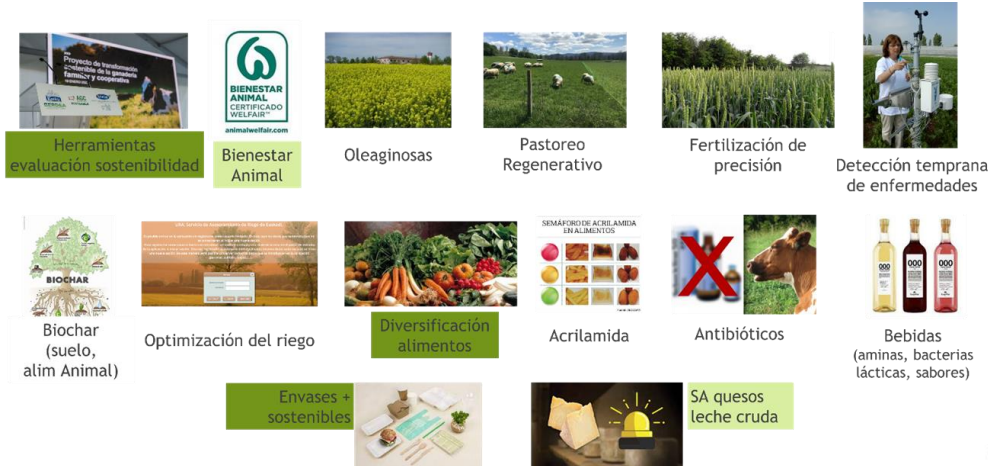 Proyecto de transformación
sostenible de la ganadería
familiar y cooperativa
BIENESTAR
ANIMAL
CERTIFICADO
WELFAIR™
animalwelfair.com
Herramientas
evaluación sostenibilidad
Bienestar
Animal
Oleaginosas
Pastoreo
Regenerativo
Fertilización de
precisión
Detección temprana
de enfermedades
BIOCHAR
SEMÁFORO DE ACRILAMIDA
EN ALIMENTOS
X
000
000
000
Biochar
(suelo,
alim Animal)
Optimización del riego
Diversificación
alimentos
Acrilamida
Antibióticos
Bebidas
(aminas, bacterias
lácticas, sabores)
Envases +
sostenibles
SA quesos
leche cruda